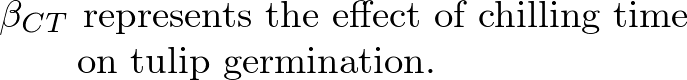 β_CT represents the effect of chilling time
on tulip germination.